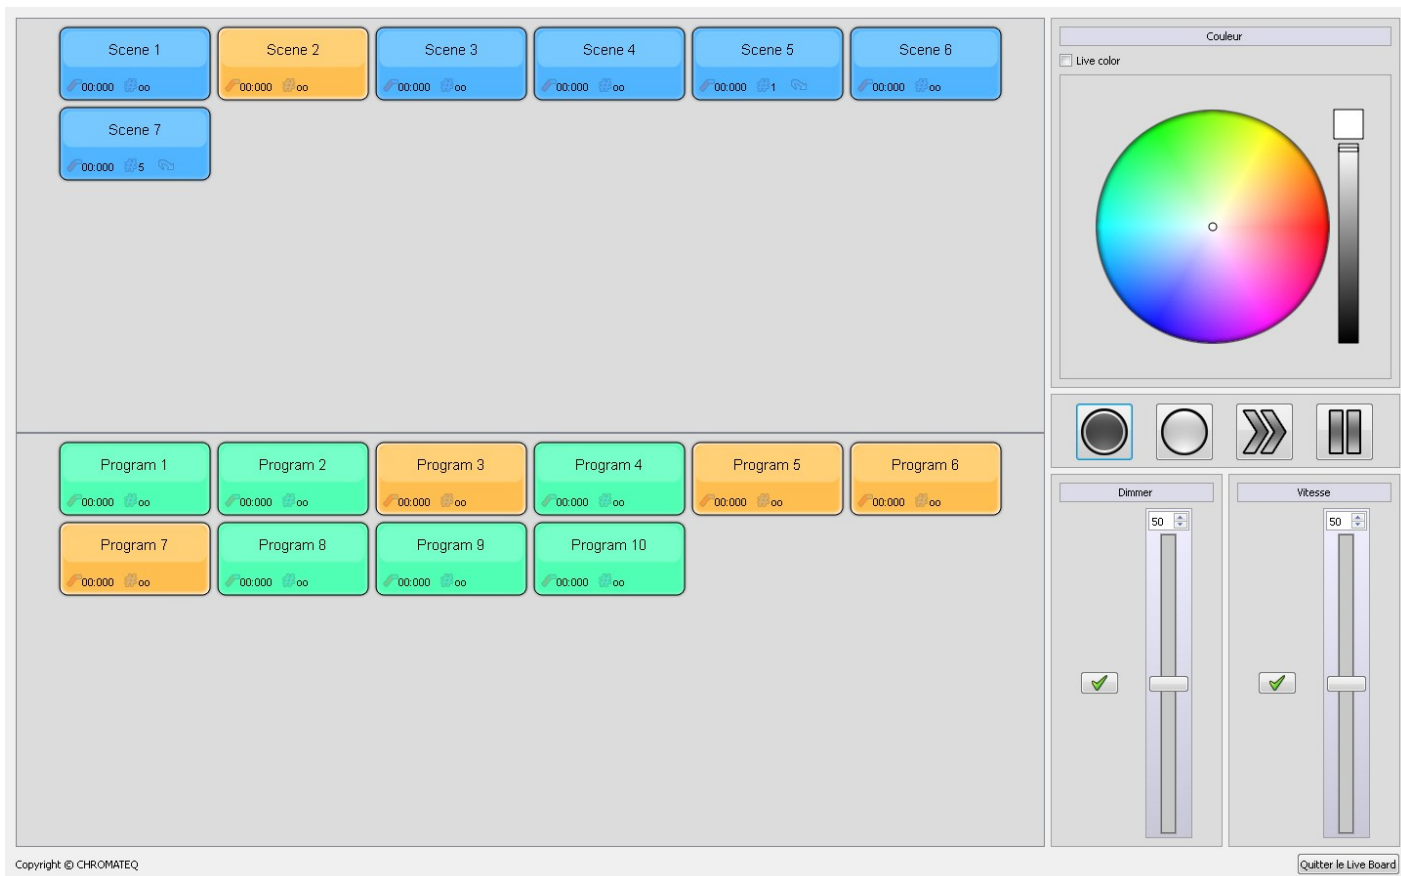 Scene 1
00:000 #oo
Scene 2
00:000 #oo
Scene 3
00:000 #oo
Scene 4
00:000 #oo
Scene 5
00:000 #1
Scene 6
00:000 #oo
Scene 7
00:000 #5
Program 1
00:000 #oo
Program 2
00:000 #oo
Program 3
00:000 #oo
Program 4
00:000 #oo
Program 5
00:000 #oo
Program 6
00:000 #oo
Program 7
00:000 #oo
Program 8
00:000 #oo
Program 9
00:000 #oo
Program 10
00:000 #oo
Couleur
Live color
Dimmer
50
Vitesse
50
Copyright © CHROMATEQ
Quitter le Live Board